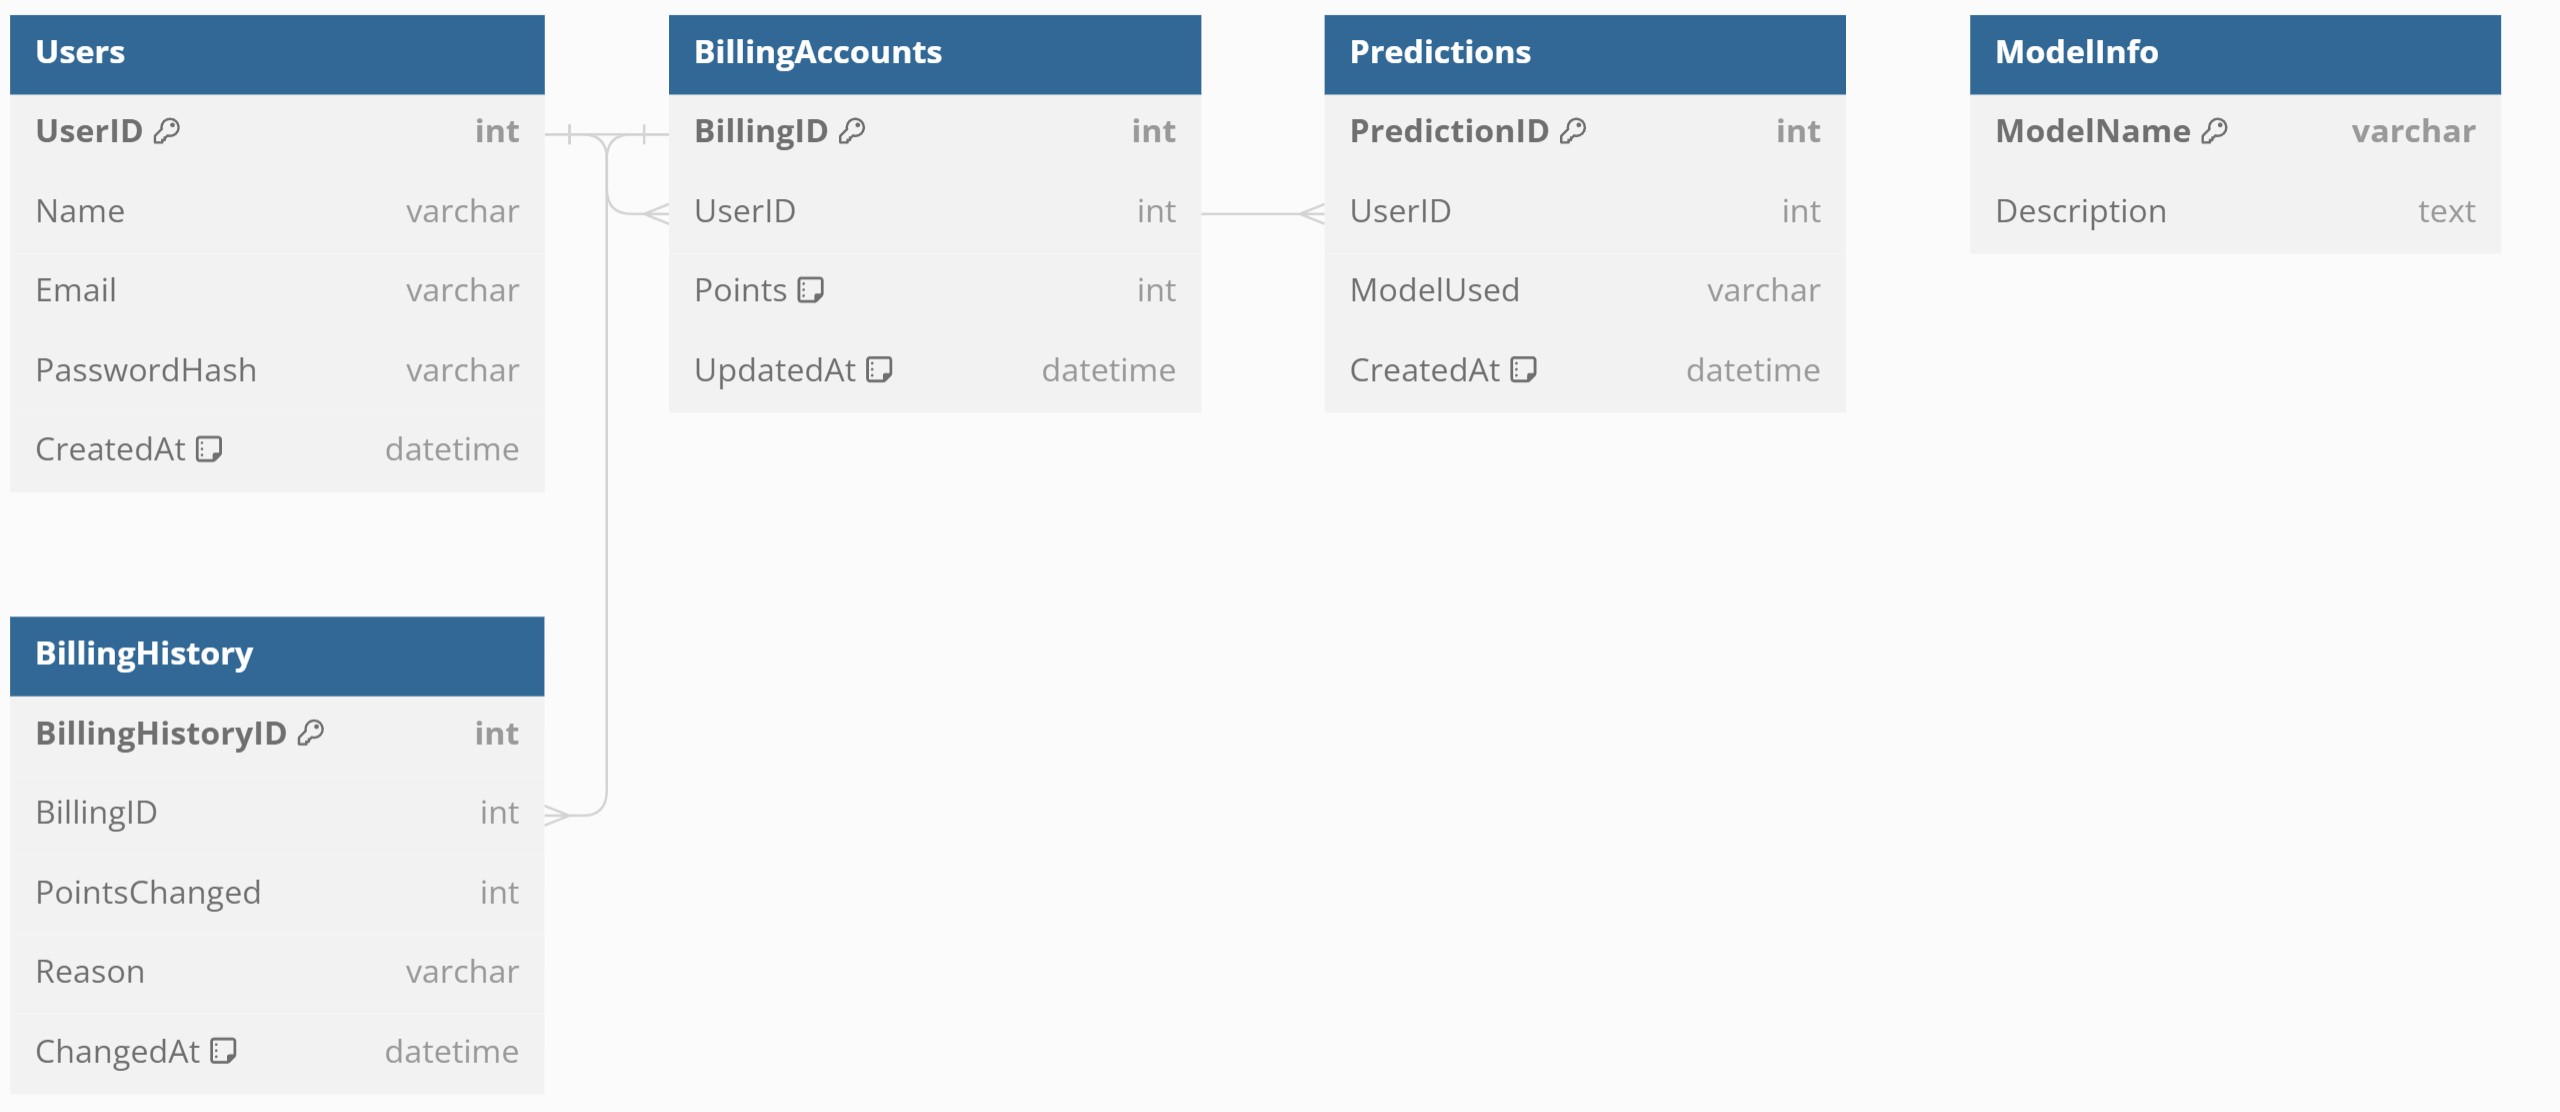 Users
UserID int
Name varchar
Email varchar
PasswordHash varchar
CreatedAt datetime
BillingAccounts
BillingID int
UserID int
Points int
UpdatedAt datetime
Predictions
PredictionID int
UserID int
ModelUsed varchar
CreatedAt datetime
ModelInfo
ModelName varchar
Description text
BillingHistory
BillingHistoryID int
BillingID int
PointsChanged int
Reason varchar
ChangedAt datetime